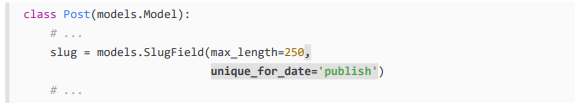 class Post(models.Model):
    # ...
    slug = models.SlugField(max_length=250,
                            unique_for_date='publish')
    # ...